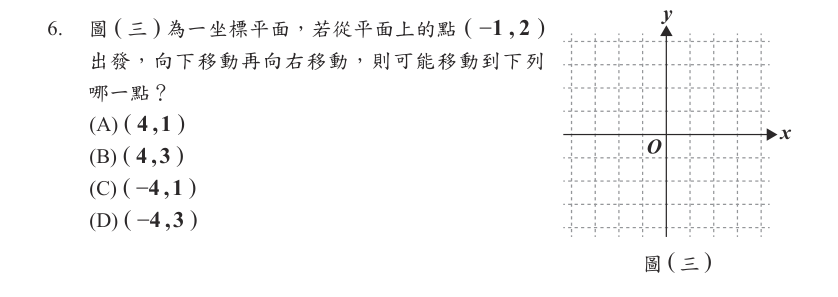 6. 圖(三)為一坐標平面，若從平面上的點(−1,2)
出發，向下移動再向右移動，則可能移動到下列
哪一點？
(A)(4,1)
(B)(4,3)
(C)(−4,1)
(D)(−4,3)
y
x
O
圖(三)